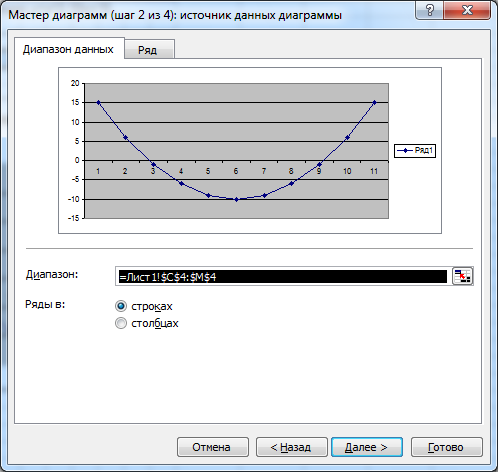 Мастер диаграмм (шаг 2 из 4): источник данных диаграммы
Диапазон данных Ряд
20
15
10
5
0
-5
-10
-15
1 2 3 4 5 6 7 8 9 10 11
Ряд1
Диапазон: =Лист1!$C$4:$M$4
Ряды в: строках
столбцах
Отмена < Назад Далее > Готово